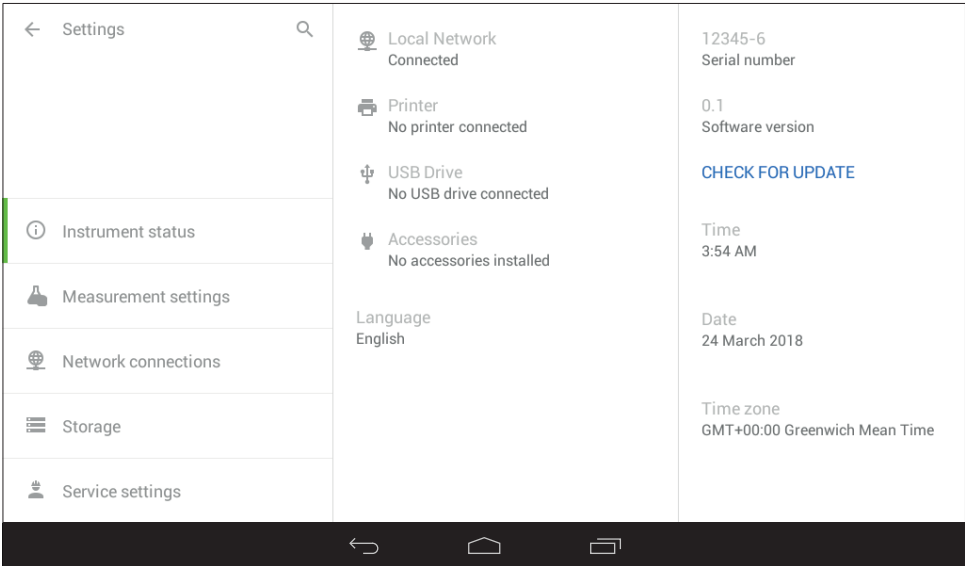 Settings
Instrument status
Measurement settings
Network connections
Storage
Service settings
Local Network
Connected
Printer
No printer connected
USB Drive
No USB drive connected
Accessories
No accessories installed
Language
English
12345-6
Serial number
0.1
Software version
CHECK FOR UPDATE
Time
3:54 AM
Date
24 March 2018
Time zone
GMT+00:00 Greenwich Mean Time